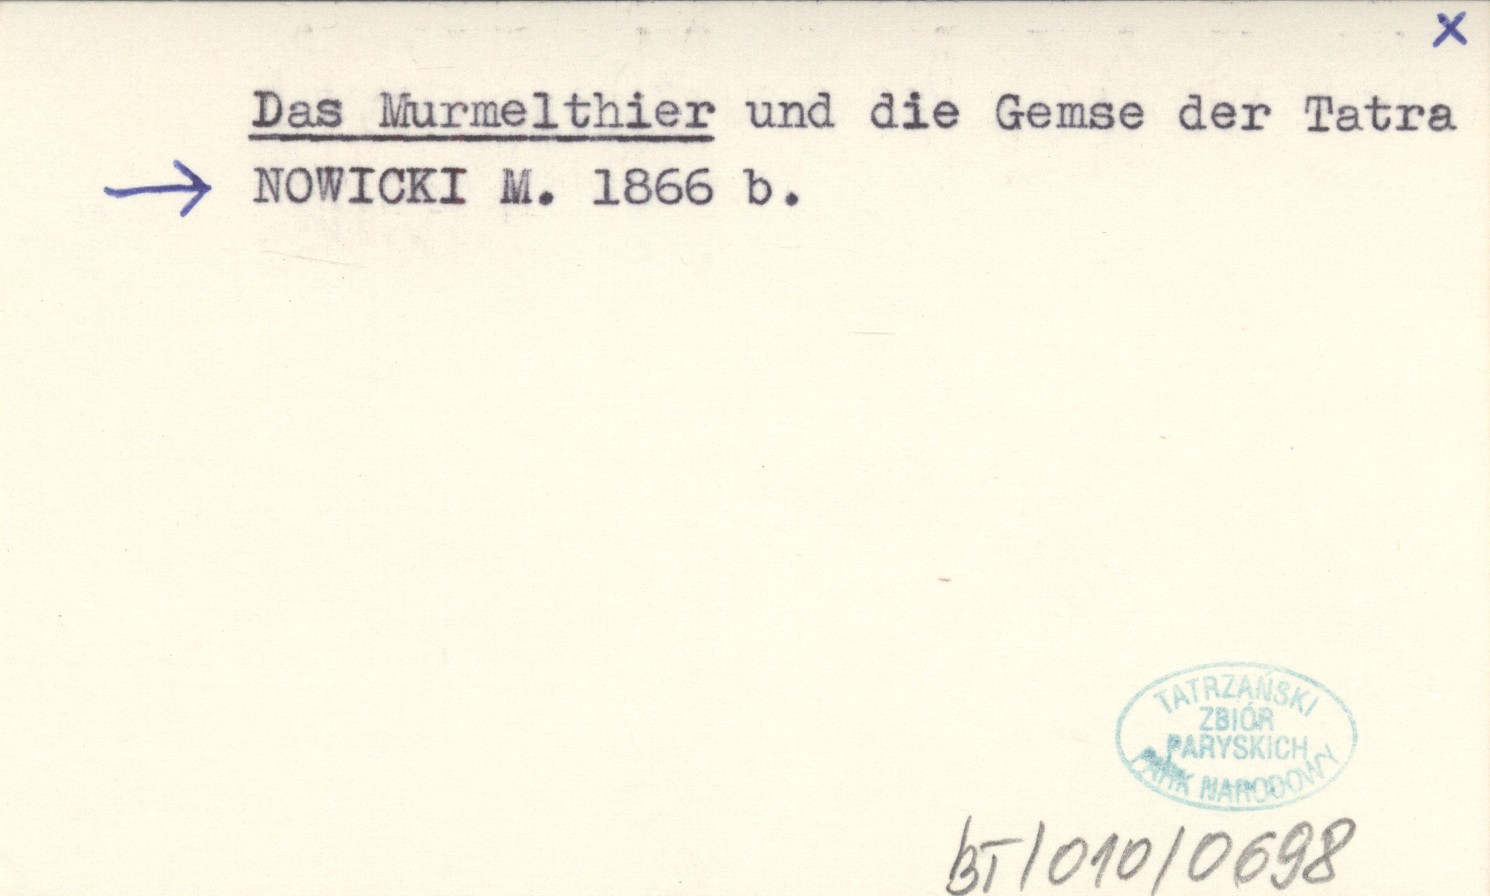 x
Das Murmelthier und die Gemse der Tatra
→ NOWICKI M. 1866 b.
TATRZAŃSKI
ZBIÓR
PARYSKICH
PARK NARODOWY
BT/010/0698